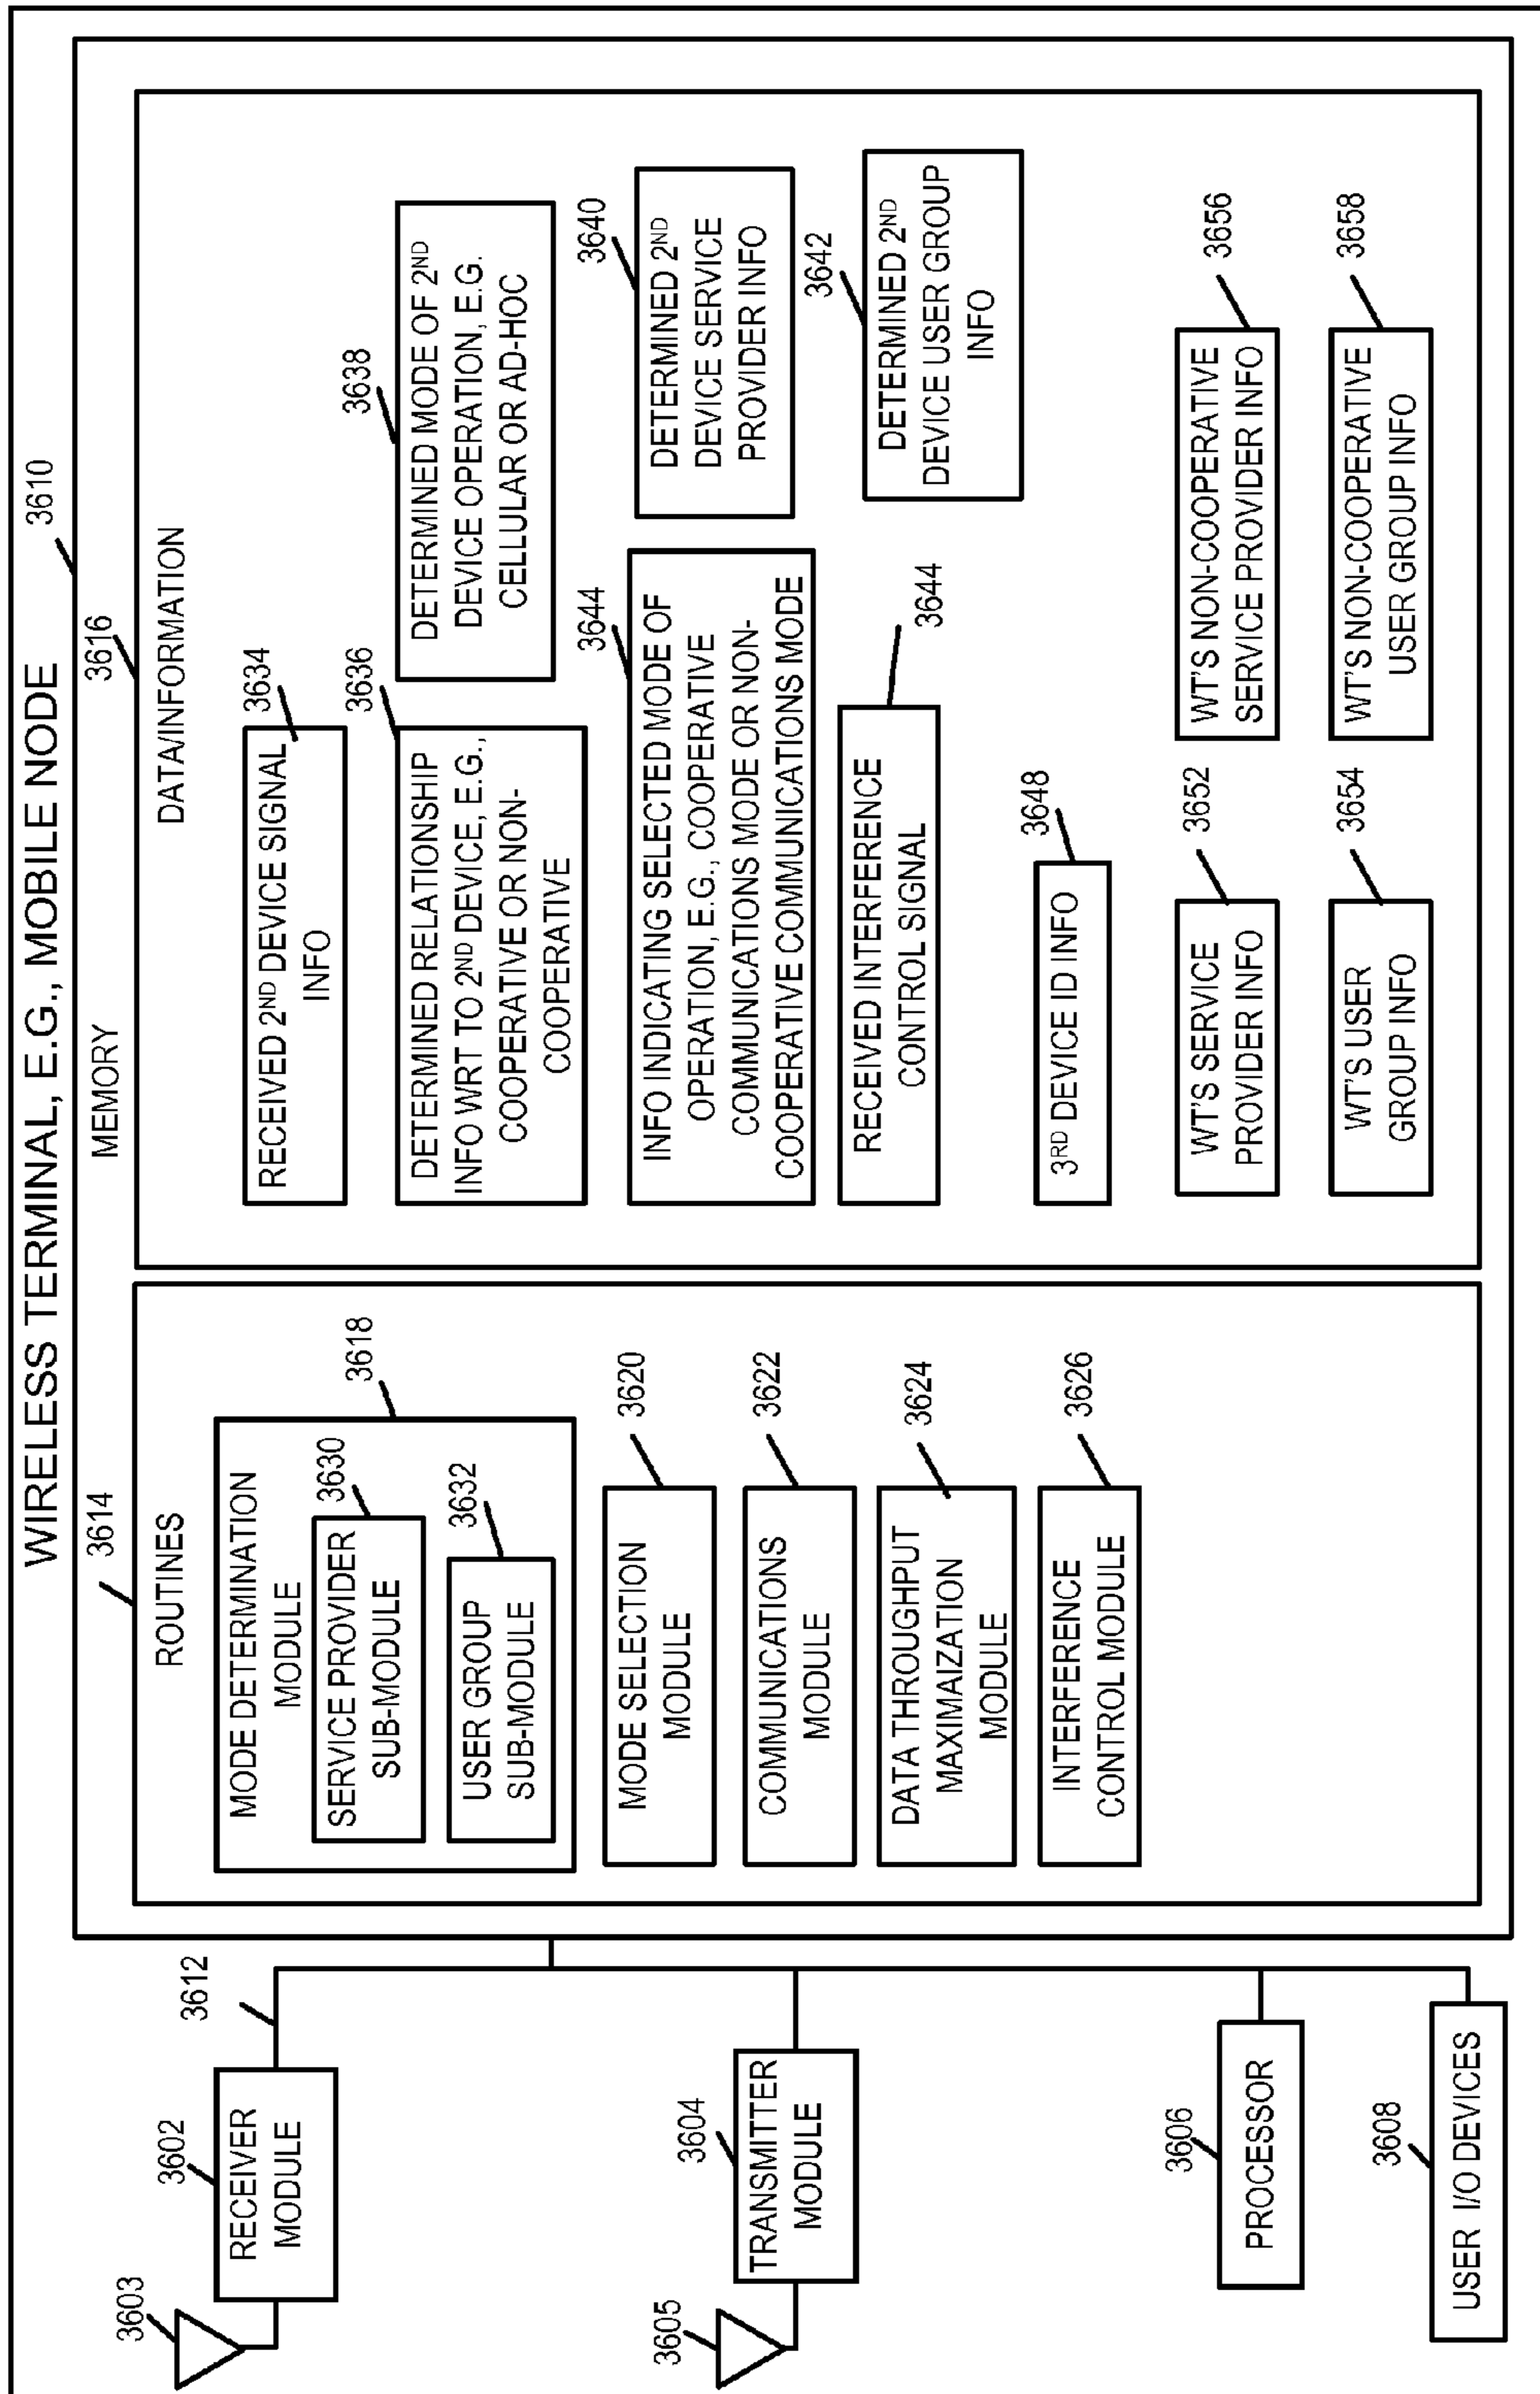 WIRELESS TERMINAL, E.G., MOBILE NODE
3603
3602
RECEIVER
MODULE
3612
3605
3604
TRANSMITTER
MODULE
3606
PROCESSOR
3608
USER I/O DEVICES
3610
MEMORY
3614
ROUTINES
MODE DETERMINATION
MODULE
3618
SERVICE PROVIDER
SUB-MODULE
3630
USER GROUP
SUB-MODULE
3632
MODE SELECTION
MODULE
3620
COMMUNICATIONS
MODULE
3622
DATA THROUGHPUT
MAXIMAIZATION
MODULE
3624
INTERFERENCE
CONTROL MODULE
3626
3616
DATA/INFORMATION
3634
RECEIVED 2ND DEVICE SIGNAL
INFO
3636
DETERMINED RELATIONSHIP
INFO WRT TO 2ND DEVICE, E.G.,
COOPERATIVE OR NON-
COOPERATIVE
3638
DETERMINED MODE OF 2ND
DEVICE OPERATION, E.G.
CELLULAR OR AD-HOC
3644
INFO INDICATING SELECTED MODE OF
OPERATION, E.G., COOPERATIVE
COMMUNICATIONS MODE OR NON-
COOPERATIVE COMMUNICATIONS MODE
3640
DETERMINED 2ND
DEVICE SERVICE
PROVIDER INFO
RECEIVED INTERFERENCE
CONTROL SIGNAL
3644
3642
DETERMINED 2ND
DEVICE USER GROUP
INFO
3RD DEVICE ID INFO
3648
WT'S SERVICE
PROVIDER INFO
3652
WT'S NON-COOPERATIVE
SERVICE PROVIDER INFO
3656
WT'S USER
GROUP INFO
3654
WT'S NON-COOPERATIVE
USER GROUP INFO
3658